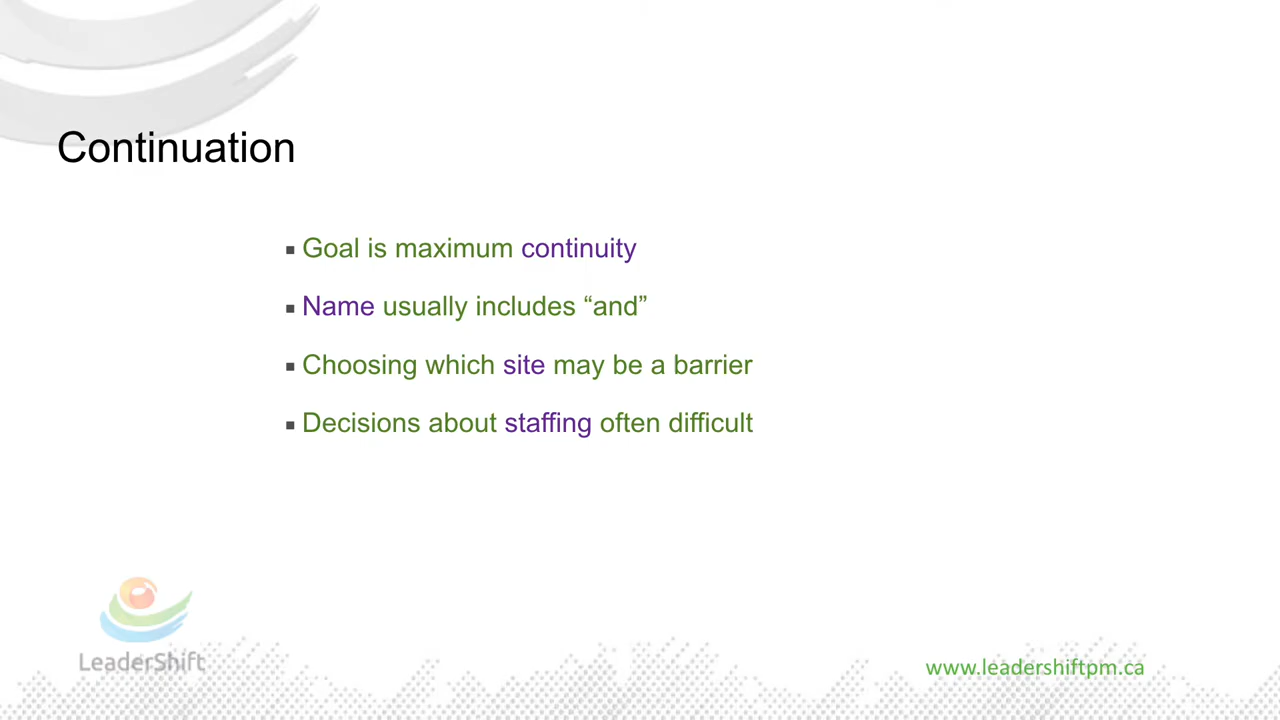 Continuation
▪ Goal is maximum continuity
▪ Name usually includes “and”
▪ Choosing which site may be a barrier
▪ Decisions about staffing often difficult
LeaderShift
www.leadershiftpm.ca